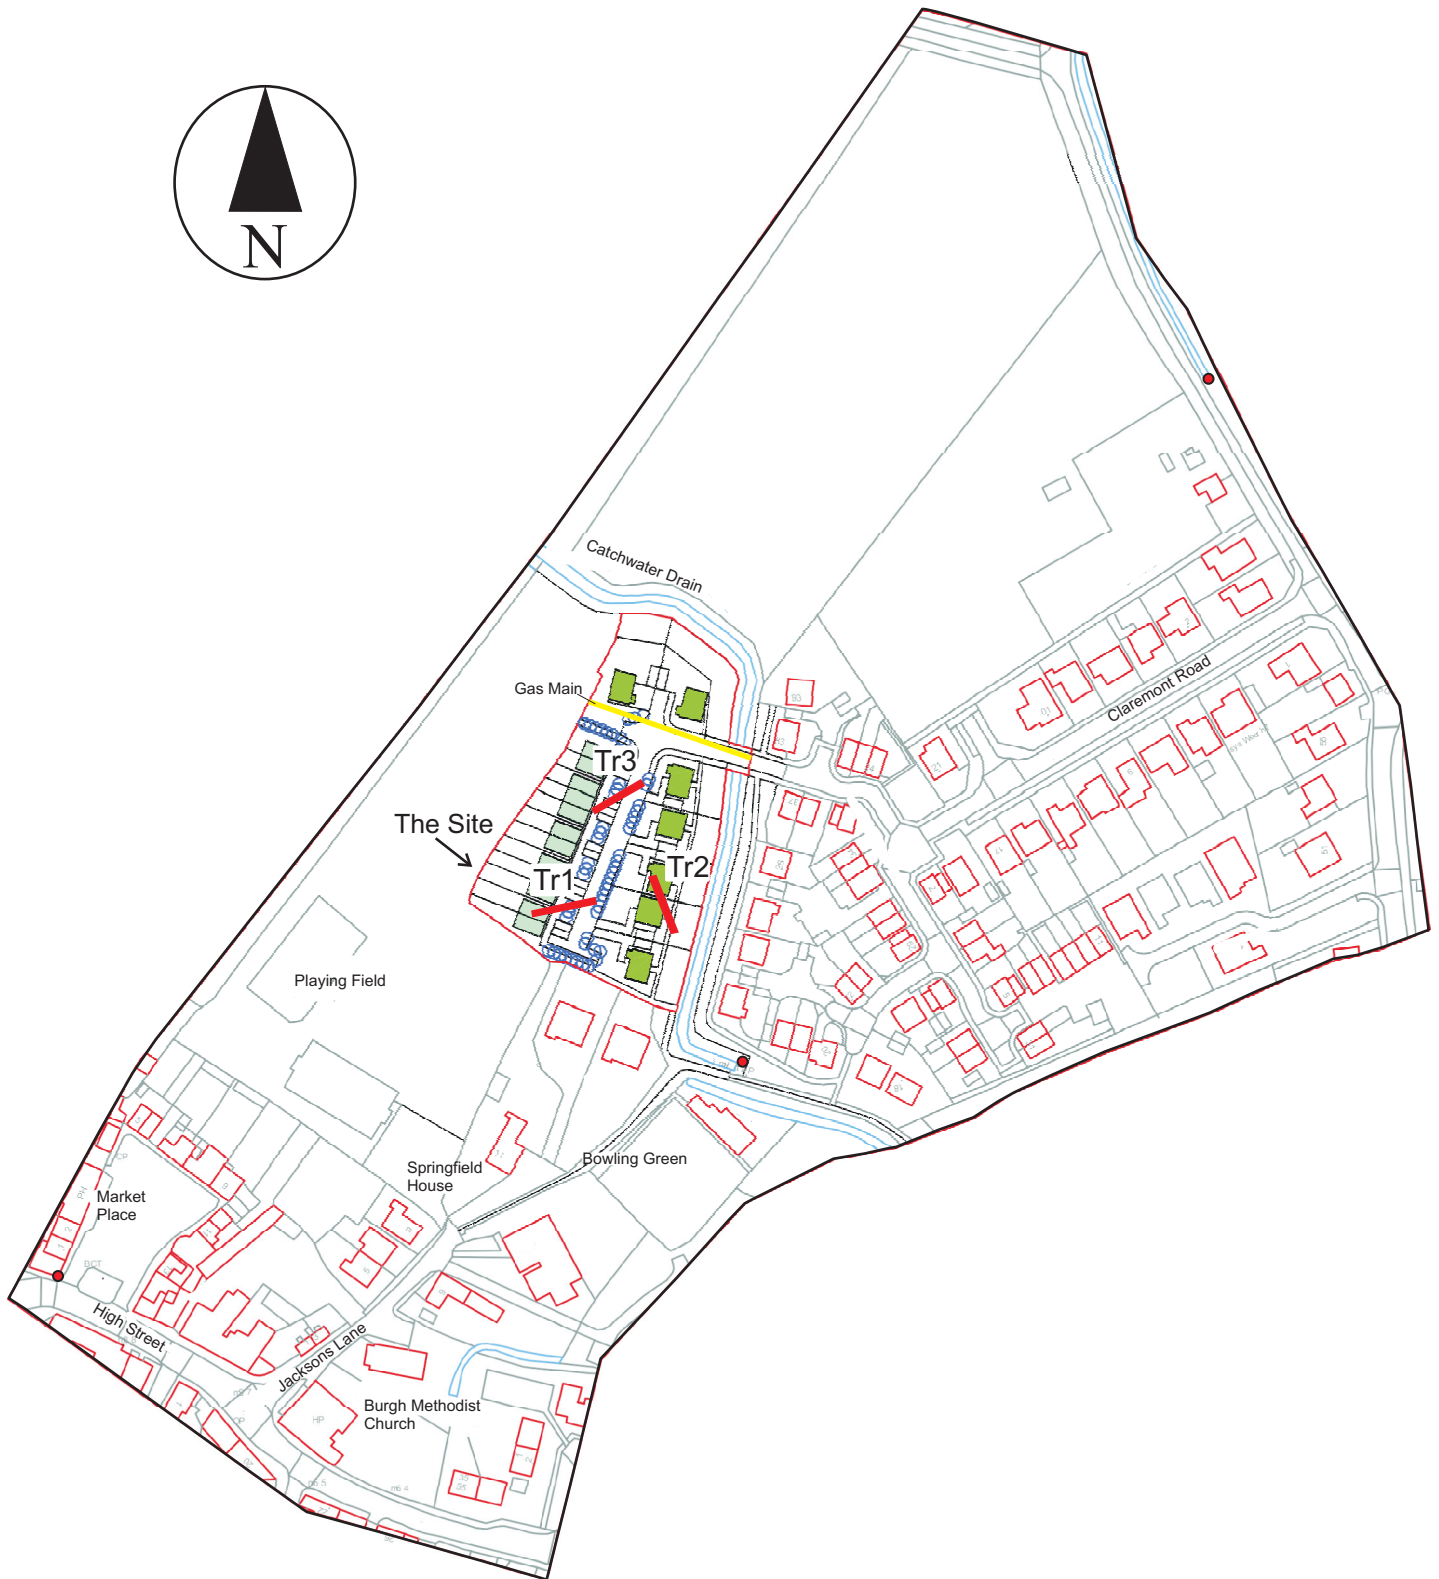 N
Catchwater Drain
Gas Main
Tr3
The Site
Tr1
Tr2
Claremont Road
Playing Field
Bowling Green
Springfield
House
Market
Place
High Street
Jacksons Lane
Burgh Methodist
Church